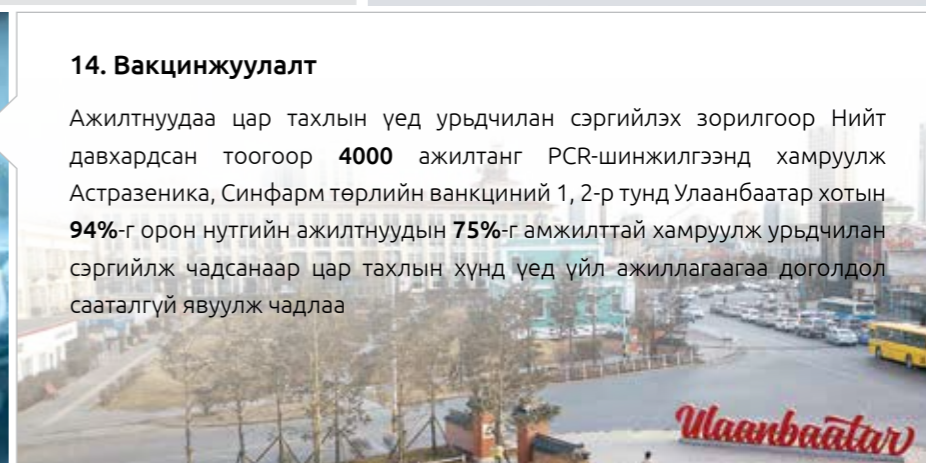 14. Вакцинжуулалт
Ажилтнуудаа цар тахлын үед урьдчилан сэргийлэх зорилгоор Нийт
давхардсан тоогоор 4000 ажилтанг PCR-шинжилгээнд хамруулж
Астразеника, Синфарм төрлийн ванкциний 1, 2-р тунд Улаанбаатар хотын
94%-г орон нутгийн ажилтнуудын 75%-г амжилттай хамруулж урьдчилан
сэргийлж чадсанаар цар тахлын хүнд үед үйл ажиллагаагаа доголдол
сааталгүй явуулж чадлаа
Ulaanbaatar